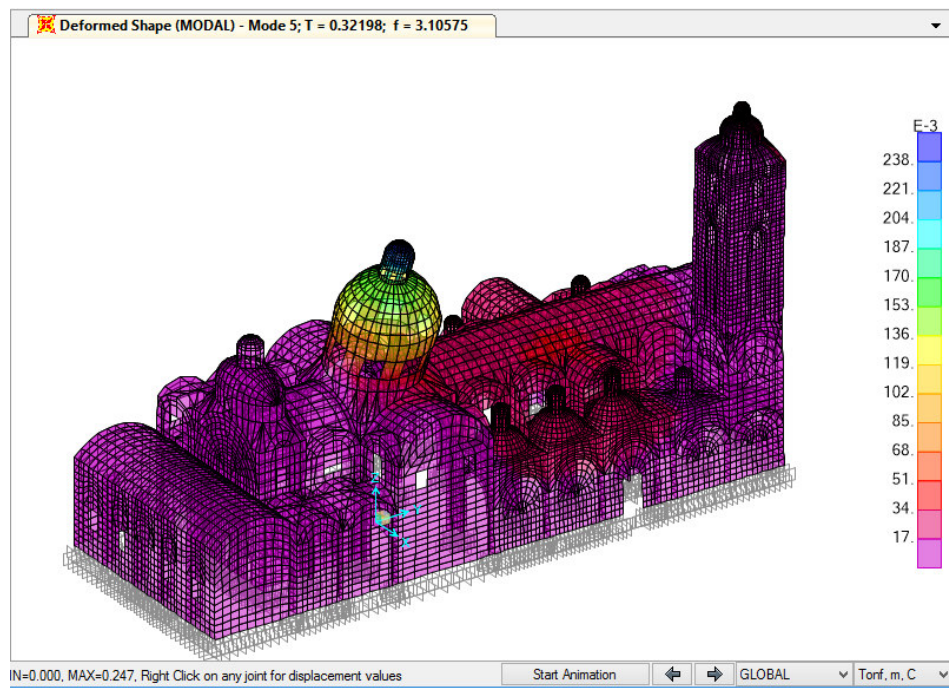 Deformed Shape (MODAL) - Mode 5; T = 0.32198; f = 3.10575
E-3
238.
221.
204.
187.
170.
153.
136.
119.
102.
85.
68.
51.
34.
17.
Z
Y
X
IN=0.000, MAX=0.247, Right Click on any joint for displacement values
Start Animation
GLOBAL
Tonf, m, C